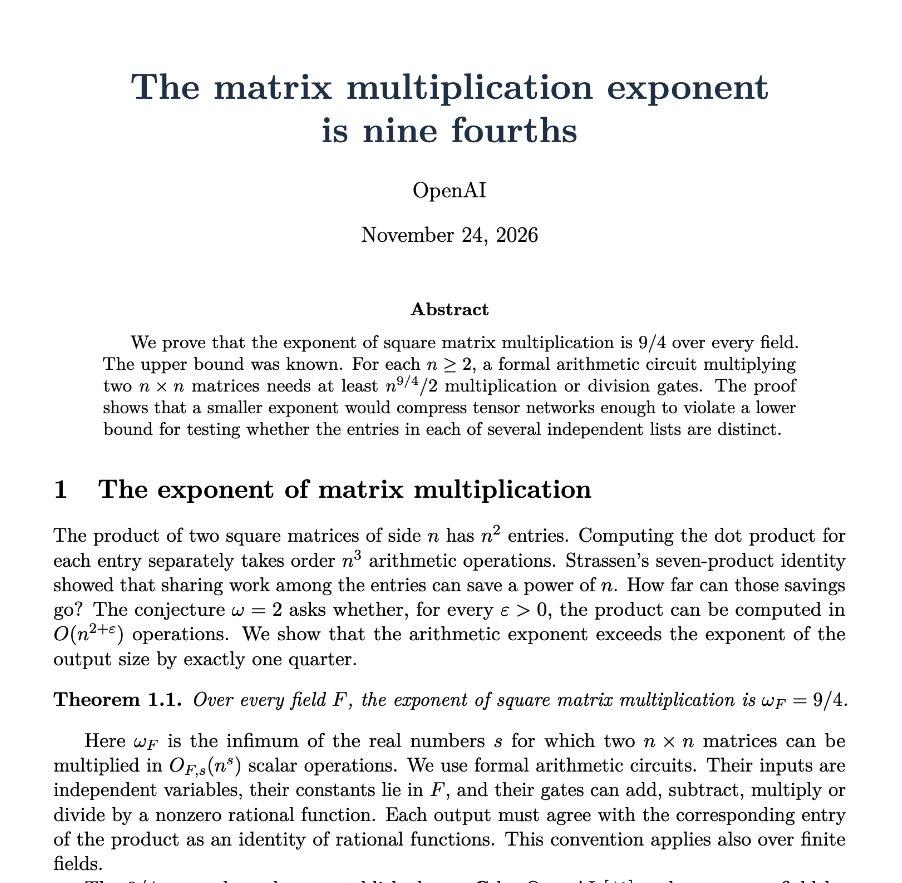 The matrix multiplication exponent
is nine fourths
OpenAI
November 24, 2026
Abstract
We prove that the exponent of square matrix multiplication is 9/4 over every field.
The upper bound was known. For each n ≥ 2, a formal arithmetic circuit multiplying
two n × n matrices needs at least n^{9/4}/2 multiplication or division gates. The proof
shows that a smaller exponent would compress tensor networks enough to violate a lower
bound for testing whether the entries in each of several independent lists are distinct.
1 The exponent of matrix multiplication
The product of two square matrices of side n has n² entries. Computing the dot product for
each entry separately takes order n³ arithmetic operations. Strassen's seven-product identity
showed that sharing work among the entries can save a power of n. How far can those savings
go? The conjecture ω = 2 asks whether, for every ε > 0, the product can be computed in
O(n^{2+ε}) operations. We show that the arithmetic exponent exceeds the exponent of the
output size by exactly one quarter.
Theorem 1.1. Over every field F, the exponent of square matrix multiplication is ω_F = 9/4.
Here ω_F is the infimum of the real numbers s for which two n × n matrices can be
multiplied in O_{F,s}(n^s) scalar operations. We use formal arithmetic circuits. Their inputs are
independent variables, their constants lie in F, and their gates can add, subtract, multiply or
divide by a nonzero rational function. Each output must agree with the corresponding entry
of the product as an identity of rational functions. This convention applies also over finite
fields.